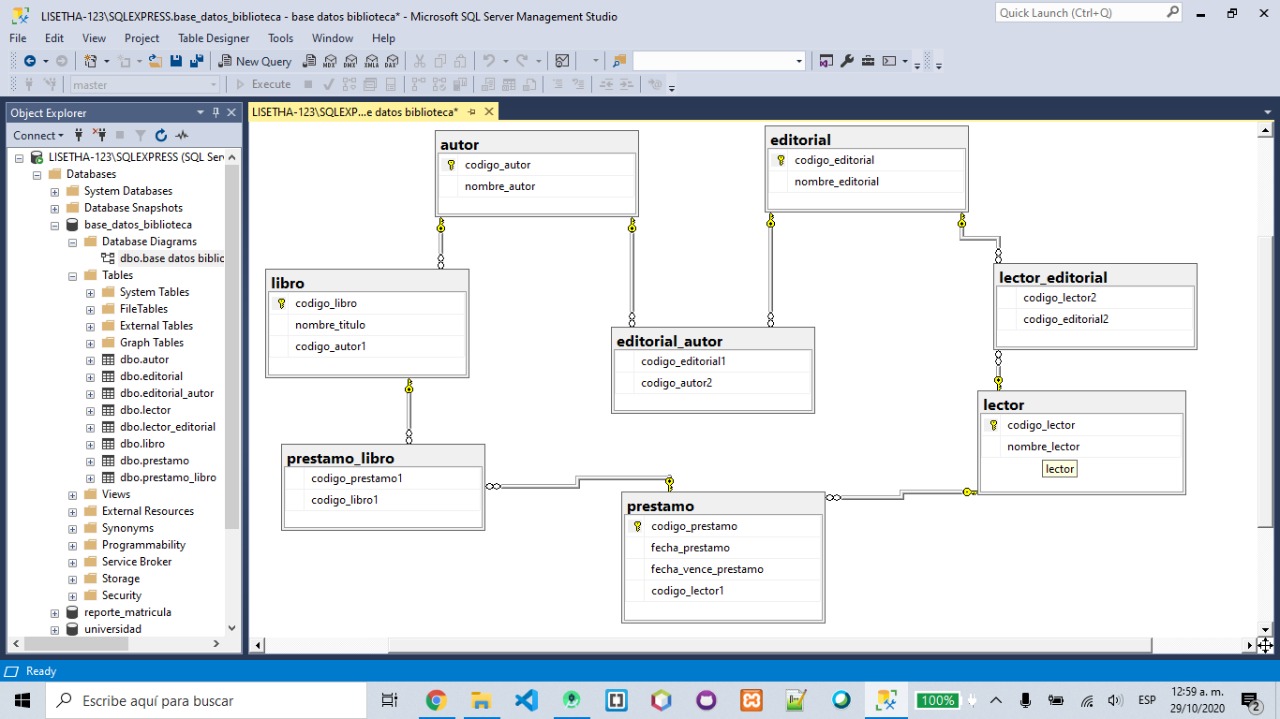 LISETHA-123\SQLEXPRESS.base_datos_biblioteca - base datos biblioteca* - Microsoft SQL Server Management Studio
Quick Launch (Ctrl+Q)
File Edit View Project Table Designer Tools Window Help
New Query
master
Execute
Object Explorer
Connect
LISETHA-123\SQLEXPRESS (SQL Ser
Databases
System Databases
Database Snapshots
base_datos_biblioteca
Database Diagrams
dbo.base datos biblic
Tables
System Tables
FileTables
External Tables
Graph Tables
dbo.autor
dbo.editorial
dbo.editorial_autor
dbo.lector
dbo.lector_editorial
dbo.libro
dbo.prestamo
dbo.prestamo_libro
Views
External Resources
Synonyms
Programmability
Service Broker
Storage
Security
reporte_matricula
universidad
LISETHA-123\SQLEXP...e datos biblioteca*
autor
codigo_autor
nombre_autor
editorial
codigo_editorial
nombre_editorial
libro
codigo_libro
nombre_titulo
codigo_autor1
editorial_autor
codigo_editorial1
codigo_autor2
lector_editorial
codigo_lector2
codigo_editorial2
lector
codigo_lector
nombre_lector
lector
prestamo_libro
codigo_prestamo1
codigo_libro1
prestamo
codigo_prestamo
fecha_prestamo
fecha_vence_prestamo
codigo_lector1
Ready
Escribe aquí para buscar
100%
ESP
12:59 a. m.
29/10/2020
2